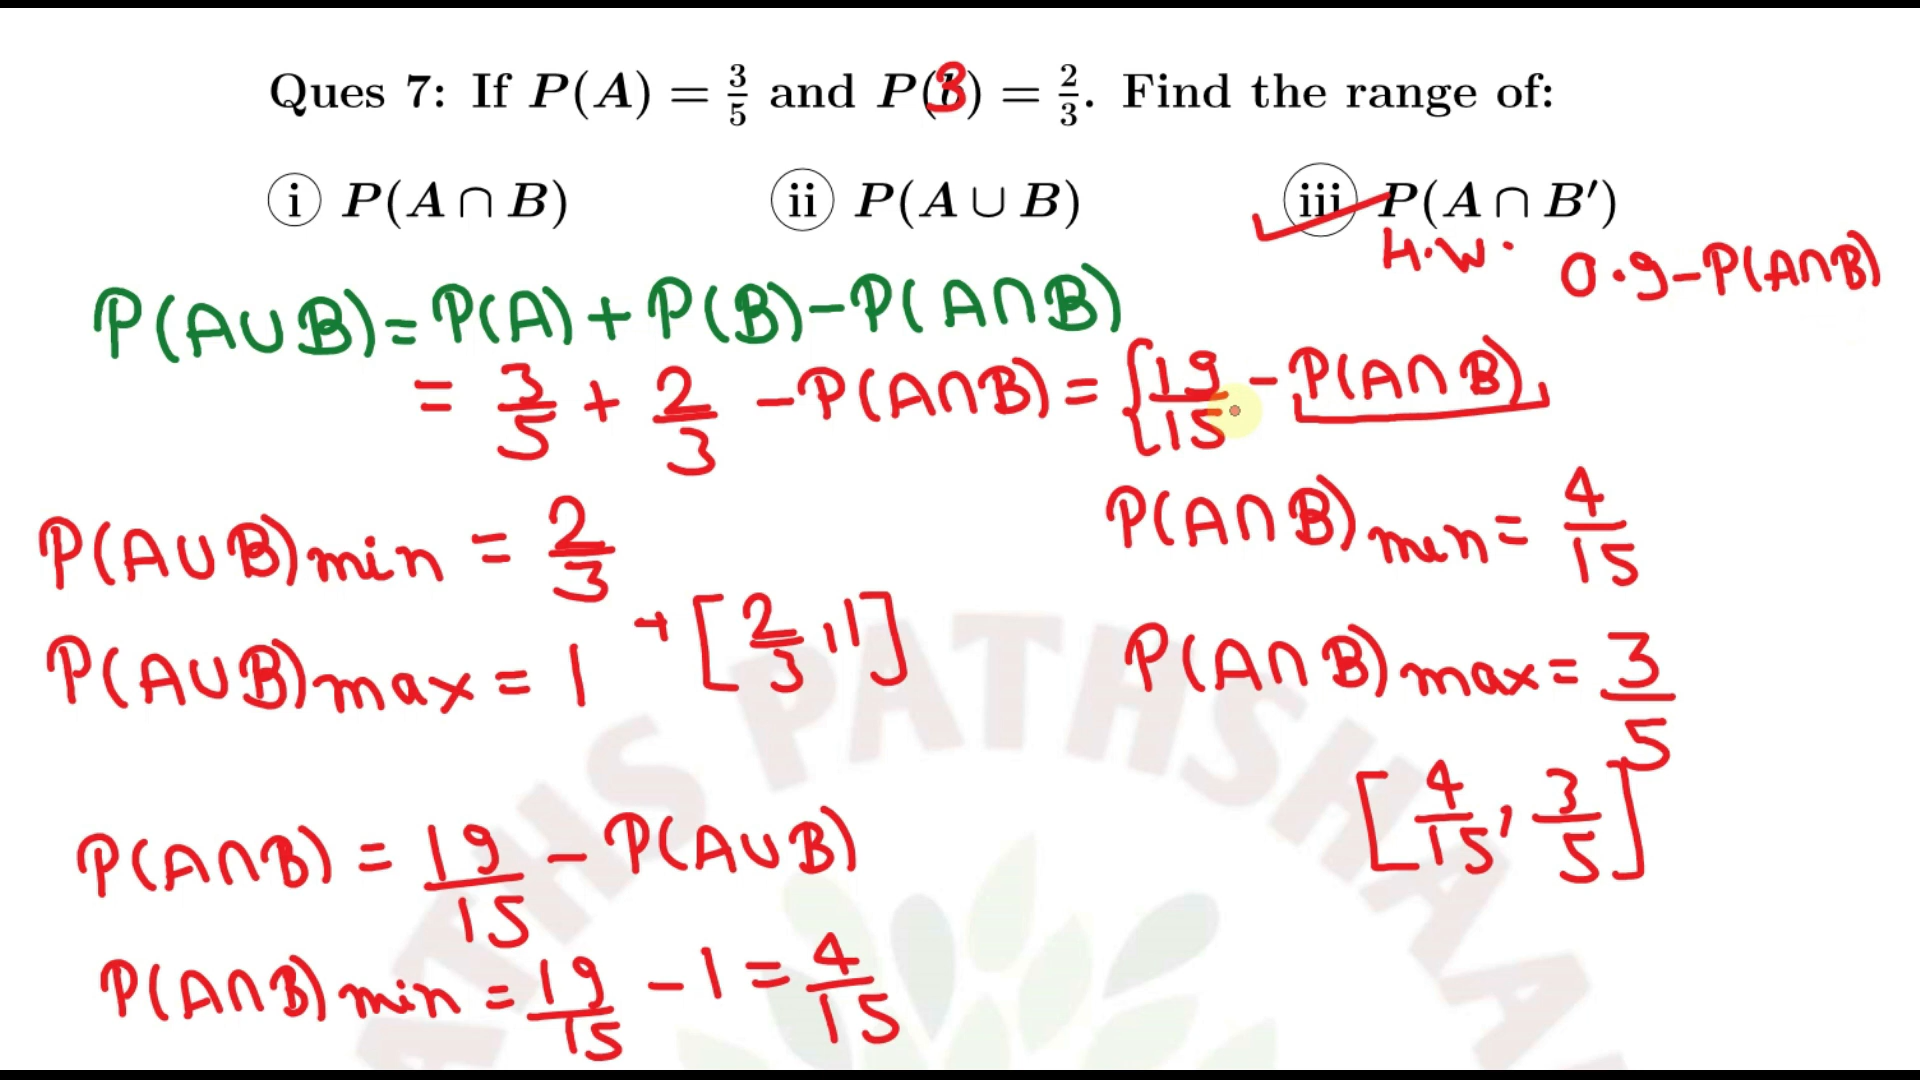 Ques 7: If P(A) = 3/5 and P(B) = 2/3. Find the range of:
i P(A ∩ B) ii P(A ∪ B) iii P(A ∩ B')
H.W. 0.9-P(A∩B)
P(A∪B)=P(A)+P(B)-P(A∩B)
= 3/5 + 2/3 -P(A∩B)= {19/15 -P(A∩B)
P(A∪B)min = 2/3
P(A∪B)max = 1 → [2/3,1]
P(A∩B)min= 4/15
P(A∩B)max= 3/5
[4/15, 3/5]
P(A∩B) = 19/15 - P(A∪B)
P(A∩B)min = 19/15 - 1 = 4/15
MATHS PATHSHALA